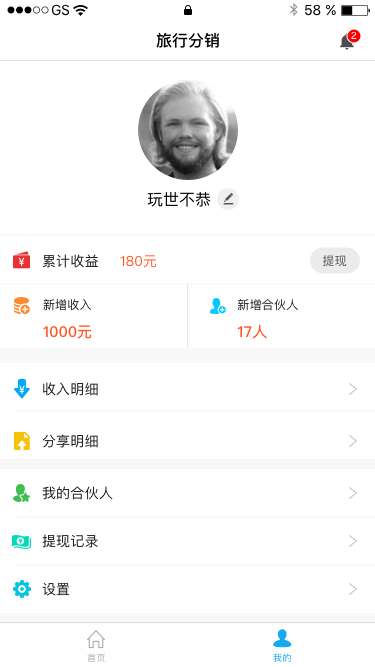 GS 58 %
旅行分销
2
玩世不恭
累计收益 180元 提现
新增收入 新增合伙人
1000元 17人
收入明细
分享明细
我的合伙人
提现记录
设置
首页 我的